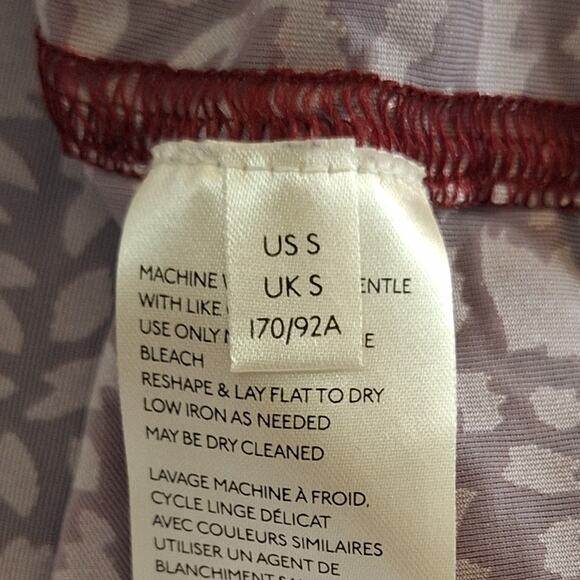 US S
UK S
170/92A
MACHINE ENTLE
WITH LIKE
USE ONLY E
BLEACH
RESHAPE & LAY FLAT TO DRY
LOW IRON AS NEEDED
MAY BE DRY CLEANED
LAVAGE MACHINE À FROID,
CYCLE LINGE DÉLICAT
AVEC COULEURS SIMILAIRES
UTILISER UN AGENT DE
BLANCHIMENT